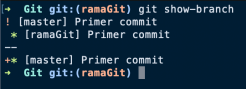 ➜  Git git:(ramaGit) git show-branch
! [master] Primer commit
 * [ramaGit] Primer commit
--
+* [master] Primer commit
➜  Git git:(ramaGit)